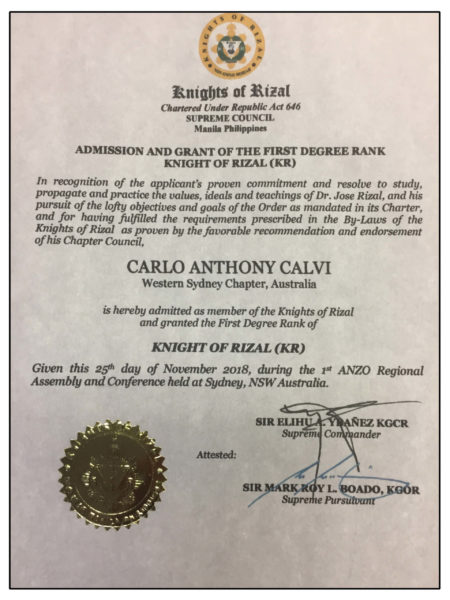 KNIGHTS OF RIZAL
Knights of Rizal
Chartered Under Republic Act 646
SUPREME COUNCIL
Manila Philippines
ADMISSION AND GRANT OF THE FIRST DEGREE RANK
KNIGHT OF RIZAL (KR)
In recognition of the applicant's proven commitment and resolve to study,
propagate and practice the values, ideals and teachings of Dr. Jose Rizal, and his
pursuit of the lofty objectives and goals of the Order as mandated in its Charter,
and for having fulfilled the requirements prescribed in the By-Laws of the
Knights of Rizal as proven by the favorable recommendation and endorsement
of his Chapter Council,
CARLO ANTHONY CALVI
Western Sydney Chapter, Australia
is hereby admitted as member of the Knights of Rizal
and granted the First Degree Rank of
KNIGHT OF RIZAL (KR)
Given this 25th day of November 2018, during the 1st ANZO Regional
Assembly and Conference held at Sydney, NSW Australia.
SIR ELIHU A. YBAÑEZ KGCR
Supreme Commander
Attested:
SIR MARK ROY L. BOADO, KGOR
Supreme Pursuivant